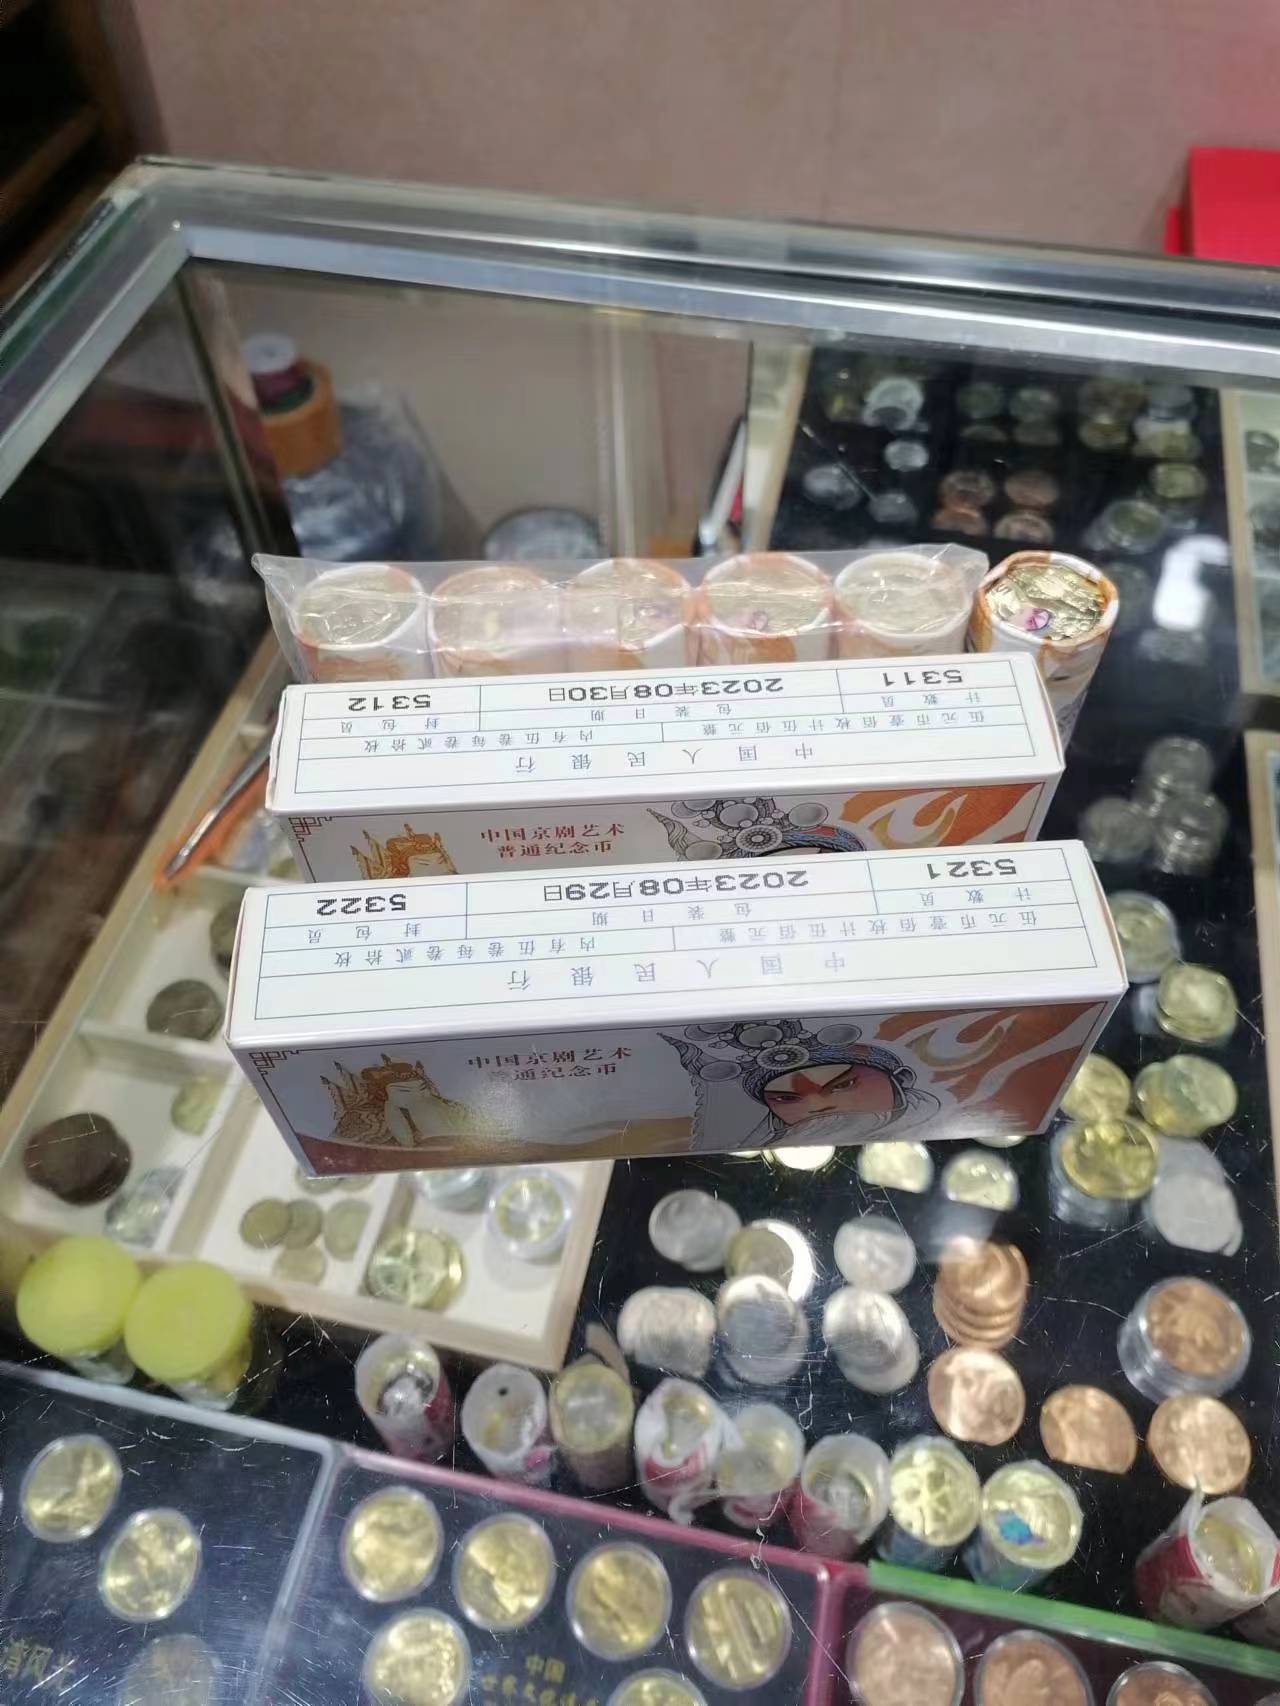 中国人民银行
伍元币壹佰枚计伍佰元整 内有伍卷每卷贰拾枚
计数员 包装日期 封包员
5311 2023年08月30日 5312
中国京剧艺术
普通纪念币
中国人民银行
伍元币壹佰枚计伍佰元整 内有伍卷每卷贰拾枚
计数员 包装日期 封包员
5321 2023年08月29日 5322
中国京剧艺术
普通纪念币
中国